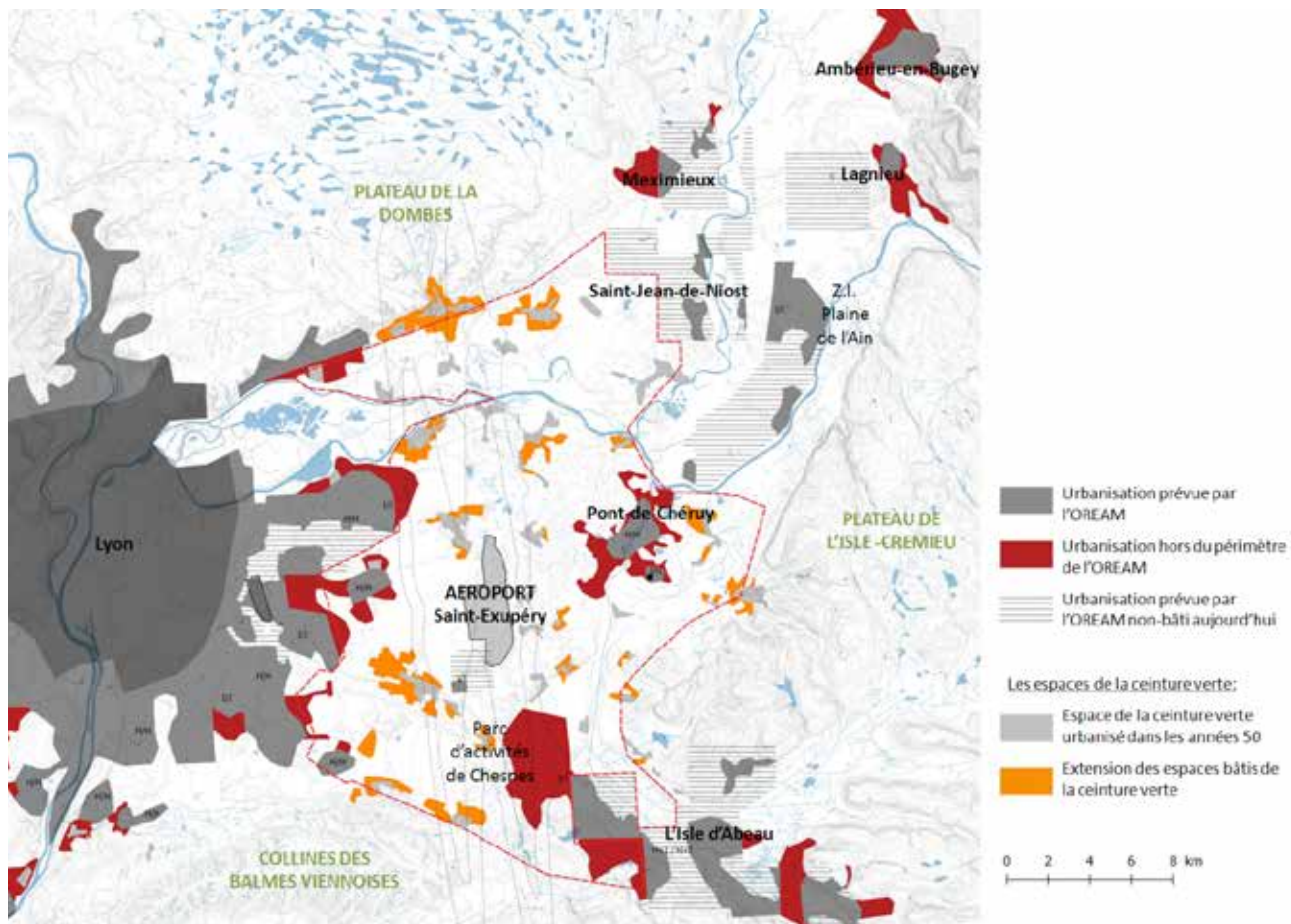 Ambérieu-en-Bugey
Meximieux
Lagnieu
PLATEAU DE LA
DOMBES
Saint-Jean-de-Niost
Z.I.
Plaine
de l'Ain
Pont-de-Chéruy
PLATEAU DE
L'ISLE-CREMIEU
Lyon
AEROPORT
Saint-Exupéry
Parc
d'activités
de Chesnes
L'Isle d'Abeau
COLLINES DES
BALMES VIENNOISES
Urbanisation prévue par
l'OREAM
Urbanisation hors du périmètre
de l'OREAM
Urbanisation prévue par
l'OREAM non-bâti aujourd'hui
Les espaces de la ceinture verte:
Espace de la ceinture verte
urbanisé dans les années 50
Extension des espaces bâtis de
la ceinture verte
0 2 4 6 8 km